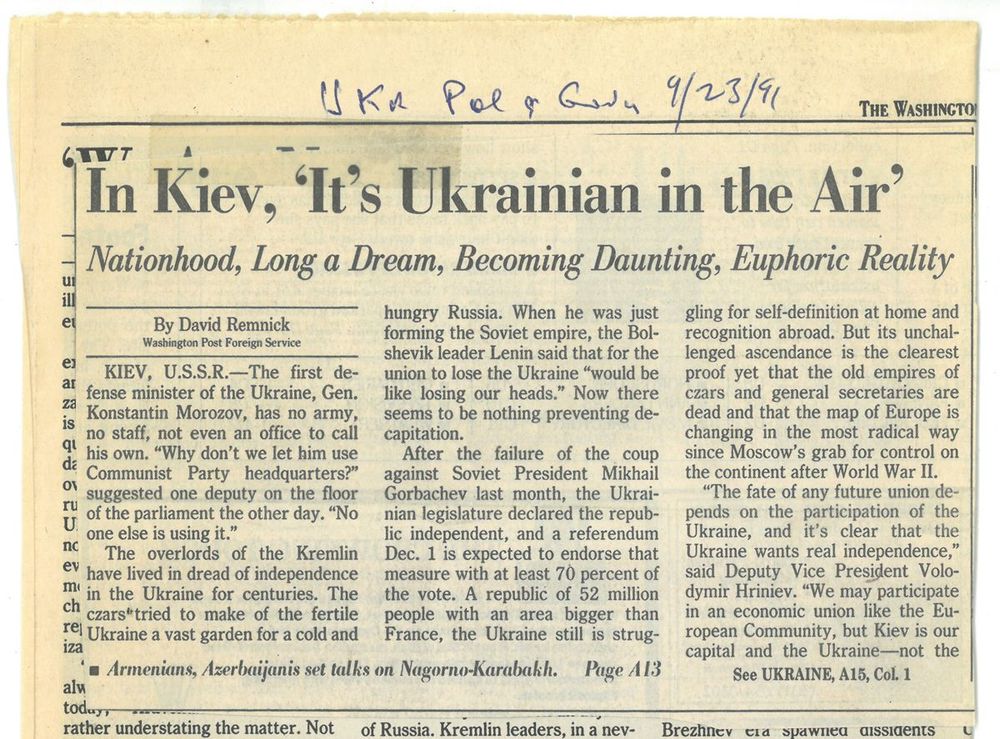 UKR Pol & Govn 9/23/91
THE WASHINGTO
In Kiev, ‘It’s Ukrainian in the Air’
Nationhood, Long a Dream, Becoming Daunting, Euphoric Reality
By David Remnick
Washington Post Foreign Service
KIEV, U.S.S.R.—The first de-
fense minister of the Ukraine, Gen.
Konstantin Morozov, has no army,
no staff, not even an office to call
his own. “Why don’t we let him use
Communist Party headquarters?”
suggested one deputy on the floor
of the parliament the other day. “No
one else is using it.”
The overlords of the Kremlin
have lived in dread of independence
in the Ukraine for centuries. The
czars tried to make of the fertile
Ukraine a vast garden for a cold and
hungry Russia. When he was just
forming the Soviet empire, the Bol-
shevik leader Lenin said that for the
union to lose the Ukraine “would be
like losing our heads.” Now there
seems to be nothing preventing de-
capitation.
After the failure of the coup
against Soviet President Mikhail
Gorbachev last month, the Ukrai-
nian legislature declared the repub-
lic independent, and a referendum
Dec. 1 is expected to endorse that
measure with at least 70 percent of
the vote. A republic of 52 million
people with an area bigger than
France, the Ukraine still is strug-
gling for self-definition at home and
recognition abroad. But its unchal-
lenged ascendance is the clearest
proof yet that the old empires of
czars and general secretaries are
dead and that the map of Europe is
changing in the most radical way
since Moscow’s grab for control on
the continent after World War II.
“The fate of any future union de-
pends on the participation of the
Ukraine, and it’s clear that the
Ukraine wants real independence,”
said Deputy Vice President Volo-
dymir Hriniev. “We may participate
in an economic union like the Eu-
ropean Community, but Kiev is our
capital and the Ukraine—not the
See UKRAINE, A15, Col. 1
■ Armenians, Azerbaijanis set talks on Nagorno-Karabakh. Page A13
today,
rather understating the matter. Not
of Russia. Kremlin leaders, in a nev-
Brezhnev era spawned dissidents